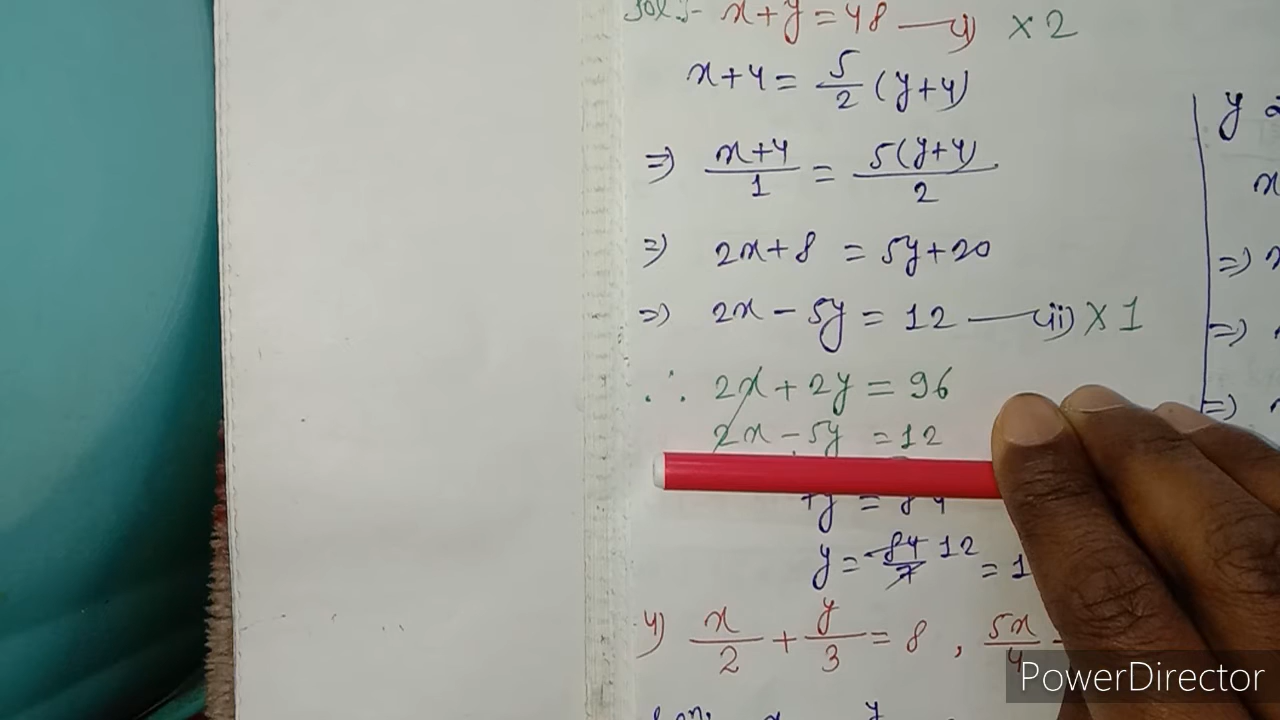 Sol :- x+y = 48 —(i) × 2
x+4 = 5/2 (y+4)
⇒ x+4/1 = 5(y+4)/2
⇒ 2x+8 = 5y+20
⇒ 2x - 5y = 12 —(ii) × 1
∴ 2x + 2y = 96
2x - 5y = 12
y = 84
y = 84/7 12 = 1
4) x/2 + y/3 = 8 , 5x/4
y =
x
⇒ x
⇒
⇒
PowerDirector